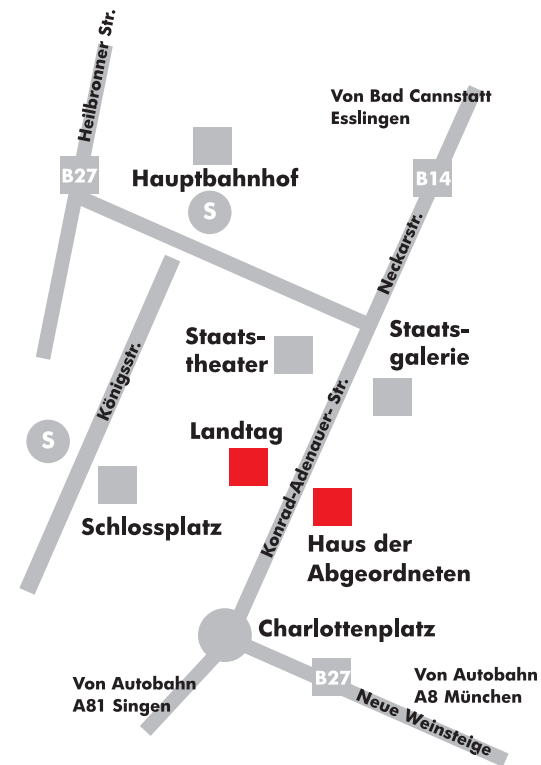 Heilbronner Str.
Von Bad Cannstatt
Esslingen
B27
Hauptbahnhof
B14
S
Neckarstr.
Staats-
theater
Staats-
galerie
Königsstr.
Landtag
S
Konrad-Adenauer- Str.
Schlossplatz
Haus der
Abgeordneten
Charlottenplatz
B27
Von Autobahn
A81 Singen
Von Autobahn
A8 München
Neue Weinsteige